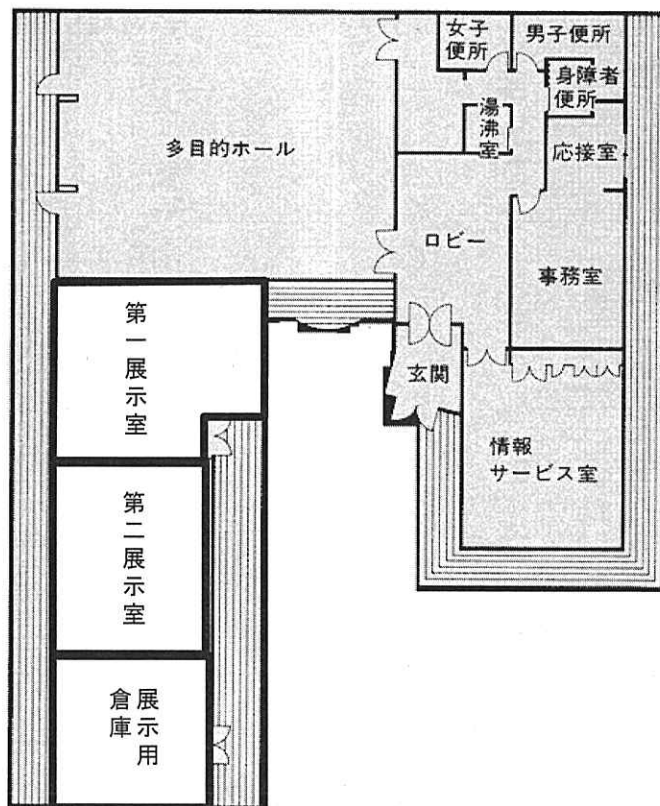 女子
便所
男子便所
身障者
便所
湯沸室
応接室
多目的ホール
ロビー
事務室
第一展示室
玄関
情報
サービス室
第二展示室
展示用
倉庫